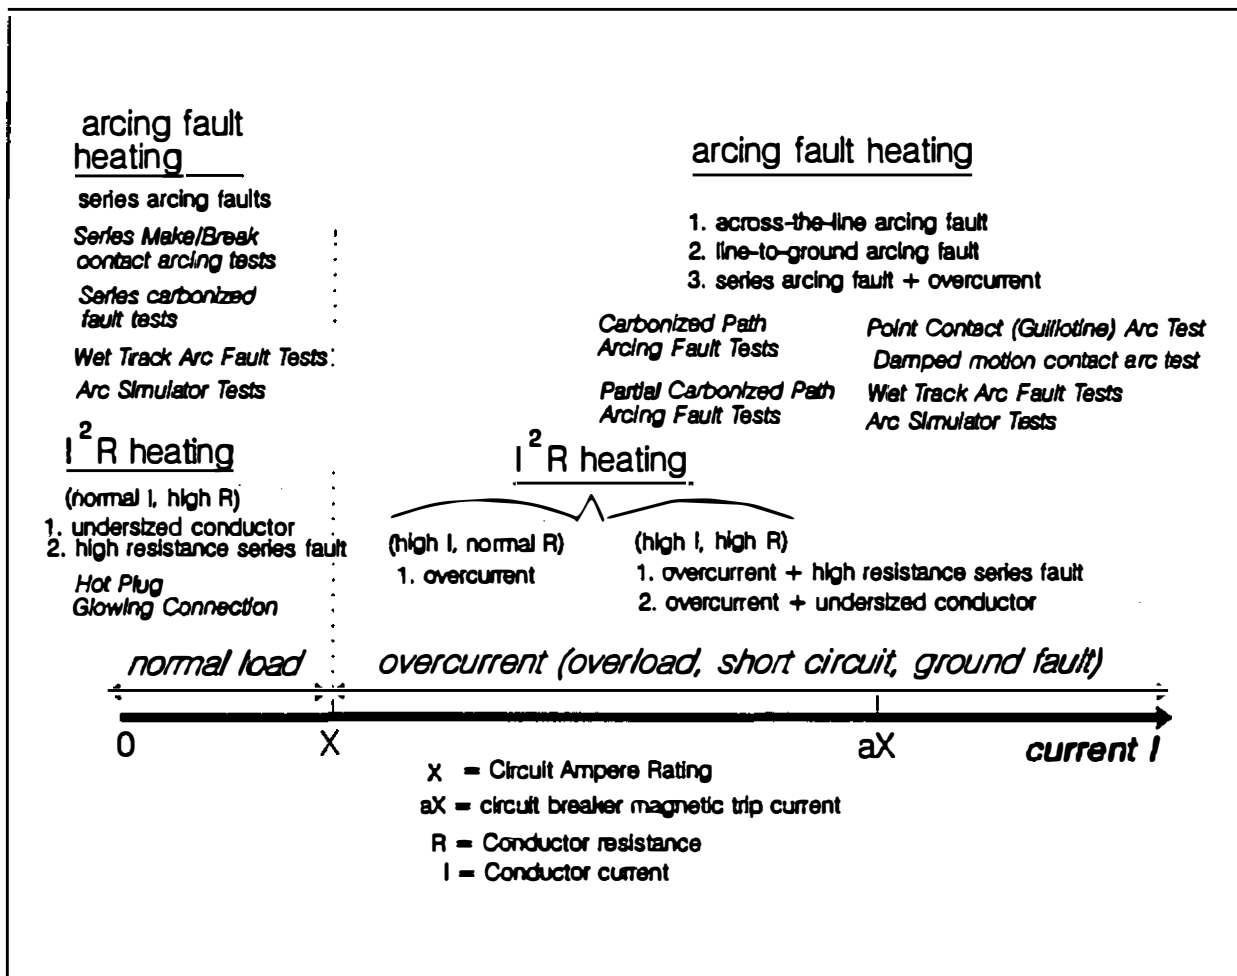 arcing fault
heating
series arcing faults
Series Make/Break
contact arcing tests
Series carbonized
fault tests
Wet Track Arc Fault Tests
Arc Simulator Tests
I²R heating
(normal I, high R)
1. undersized conductor
2. high resistance series fault
Hot Plug
Glowing Connection
arcing fault heating
1. across-the-line arcing fault
2. line-to-ground arcing fault
3. series arcing fault + overcurrent
Carbonized Path
Arcing Fault Tests
Partial Carbonized Path
Arcing Fault Tests
Point Contact (Guillotine) Arc Test
Damped motion contact arc test
Wet Track Arc Fault Tests
Arc Simulator Tests
I²R heating
(high I, normal R)
1. overcurrent
(high I, high R)
1. overcurrent + high resistance series fault
2. overcurrent + undersized conductor
normal load
overcurrent (overload, short circuit, ground fault)
0
X
aX
current I
X = Circuit Ampere Rating
aX = circuit breaker magnetic trip current
R = Conductor resistance
I = Conductor current